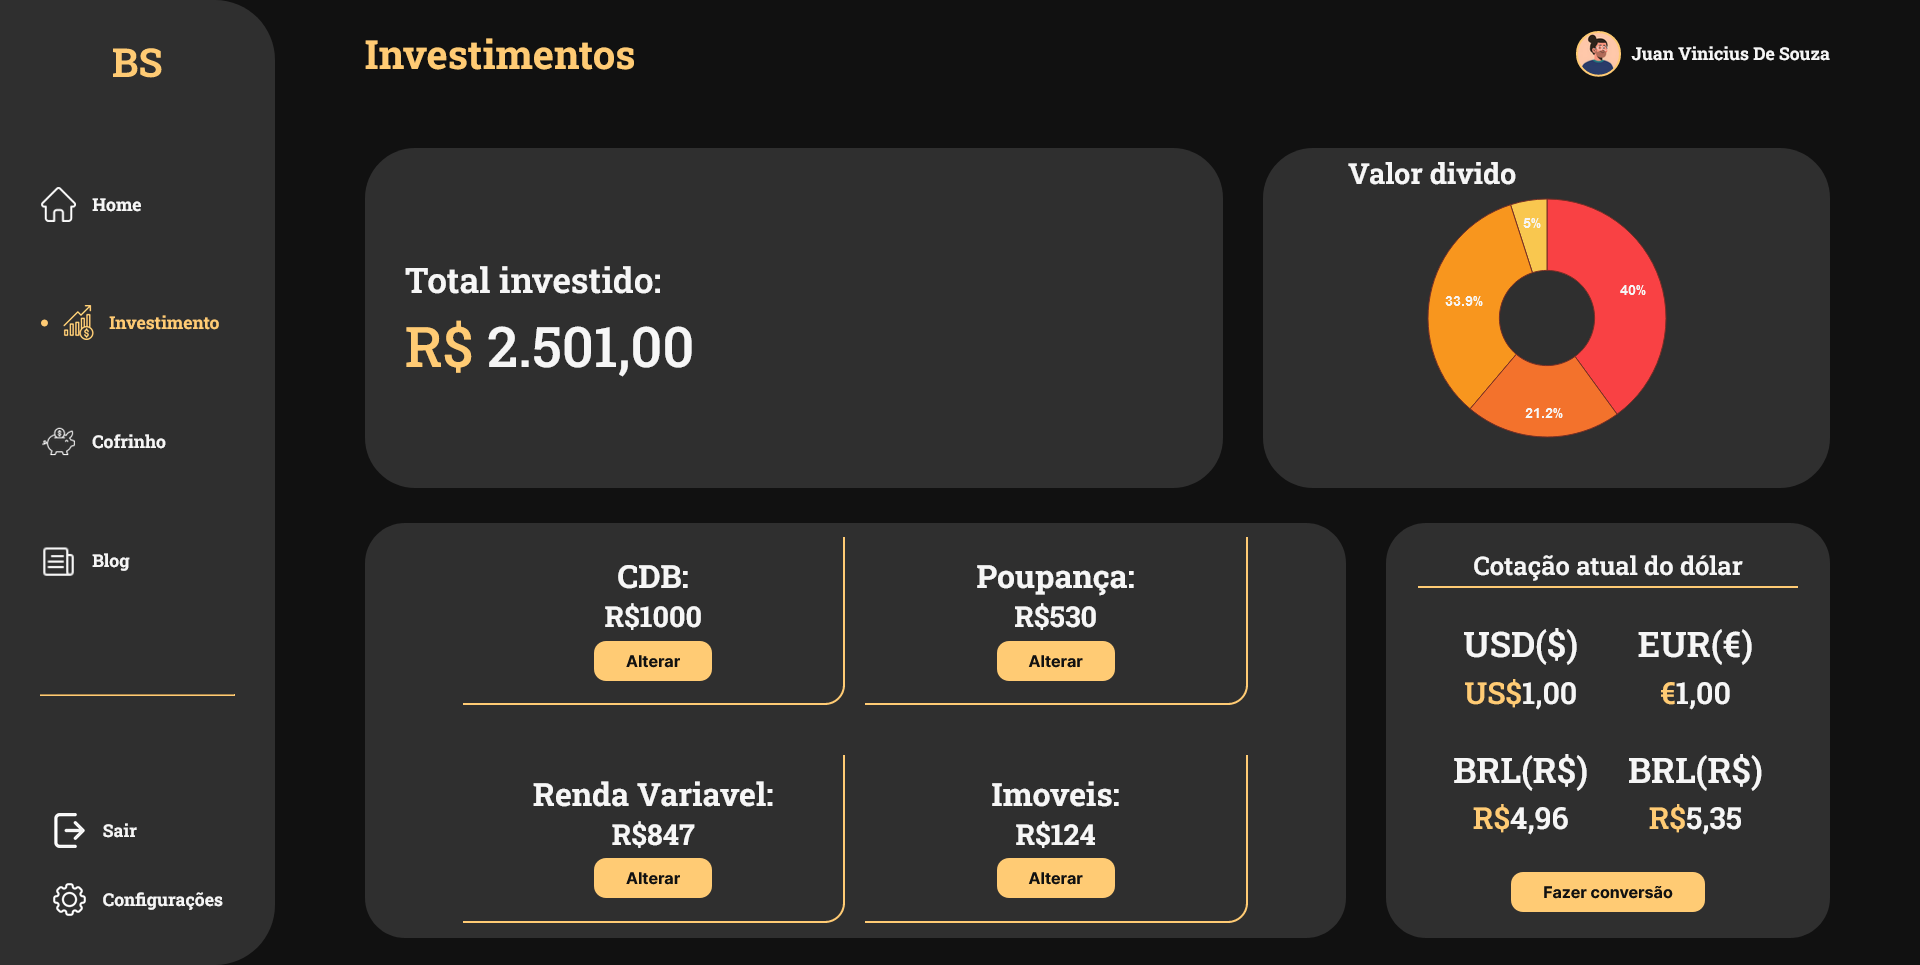 BS
Home
Investimento
Cofrinho
Blog
Sair
Configurações
Investimentos
Juan Vinicius De Souza
Total investido:
R$ 2.501,00
Valor divido
5%
40%
33.9%
21.2%
CDB:
R$1000
Alterar
Poupança:
R$530
Alterar
Renda Variavel:
R$847
Alterar
Imoveis:
R$124
Alterar
Cotação atual do dólar
USD($) EUR(€)
US$1,00 €1,00
BRL(R$) BRL(R$)
R$4,96 R$5,35
Fazer conversão